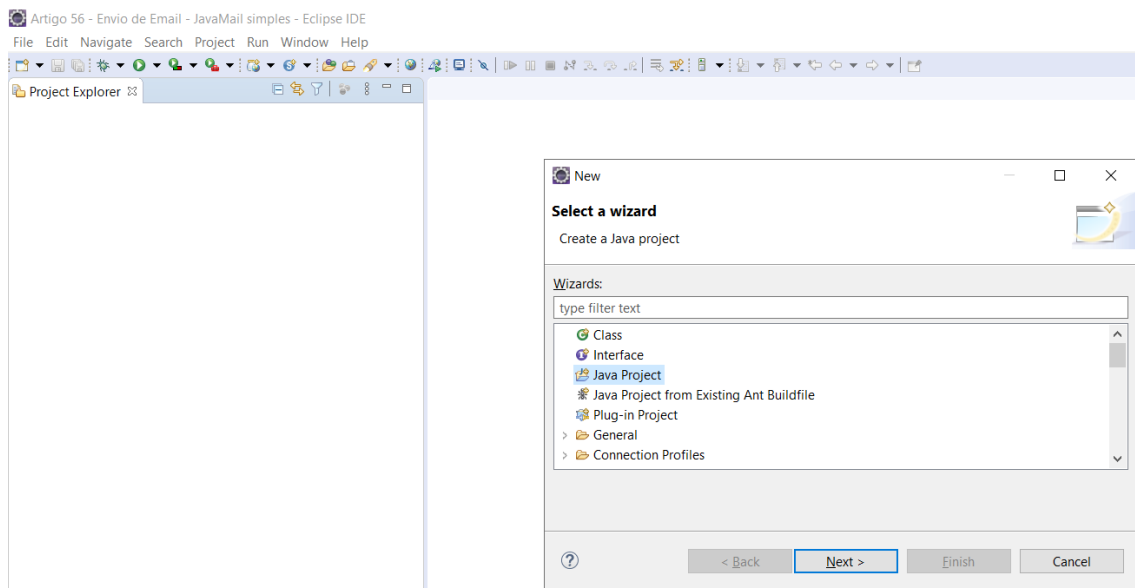 Artigo 56 - Envio de Email - JavaMail simples - Eclipse IDE
File Edit Navigate Search Project Run Window Help
Project Explorer
New
Select a wizard
Create a Java project
Wizards:
type filter text
Class
Interface
Java Project
Java Project from Existing Ant Buildfile
Plug-in Project
General
Connection Profiles
< Back Next > Finish Cancel